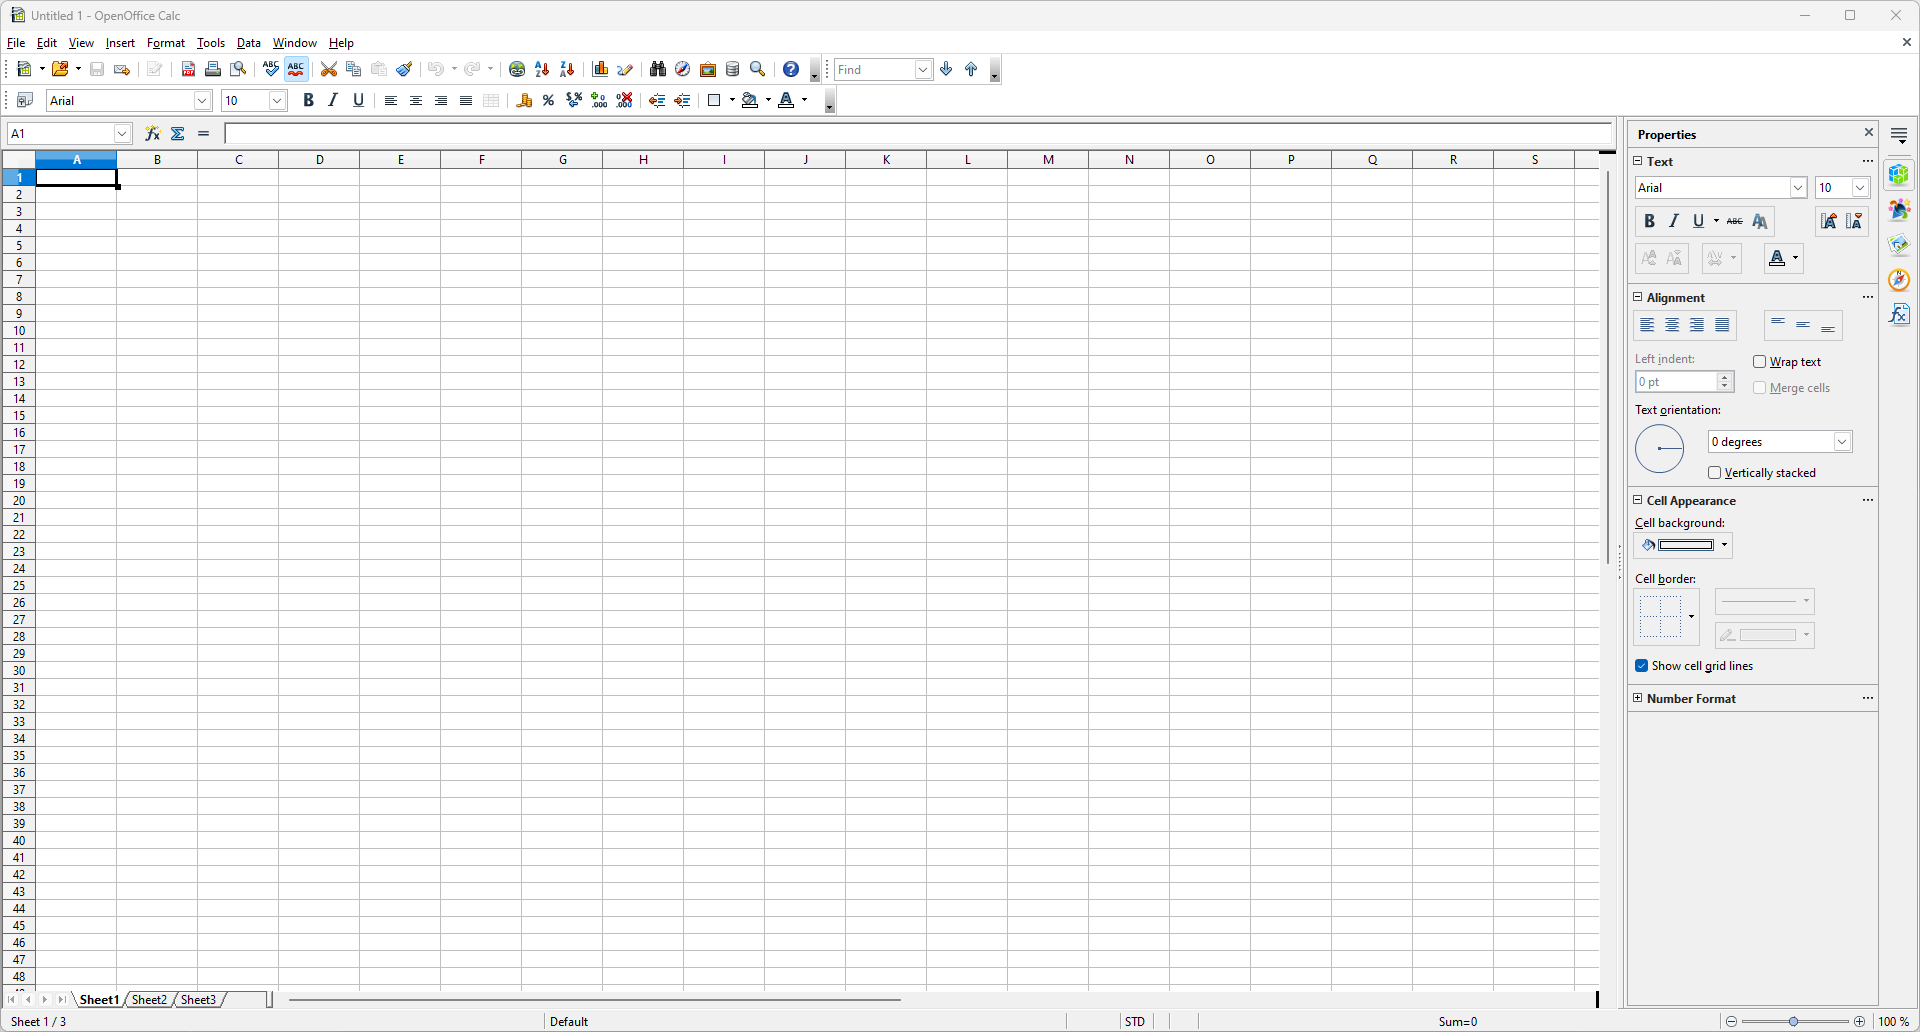 Untitled 1 - OpenOffice Calc
File Edit View Insert Format Tools Data Window Help
Find
Arial 10
A1
A B C D E F G H I J K L M N O P Q R S
1
2
3
4
5
6
7
8
9
10
11
12
13
14
15
16
17
18
19
20
21
22
23
24
25
26
27
28
29
30
31
32
33
34
35
36
37
38
39
40
41
42
43
44
45
46
47
48
Properties
Text
Arial 10
Alignment
Left indent:
Wrap text
0 pt
Merge cells
Text orientation:
0 degrees
Vertically stacked
Cell Appearance
Cell background:
Cell border:
Show cell grid lines
Number Format
Sheet1 Sheet2 Sheet3
Sheet 1 / 3 Default STD Sum=0 100 %